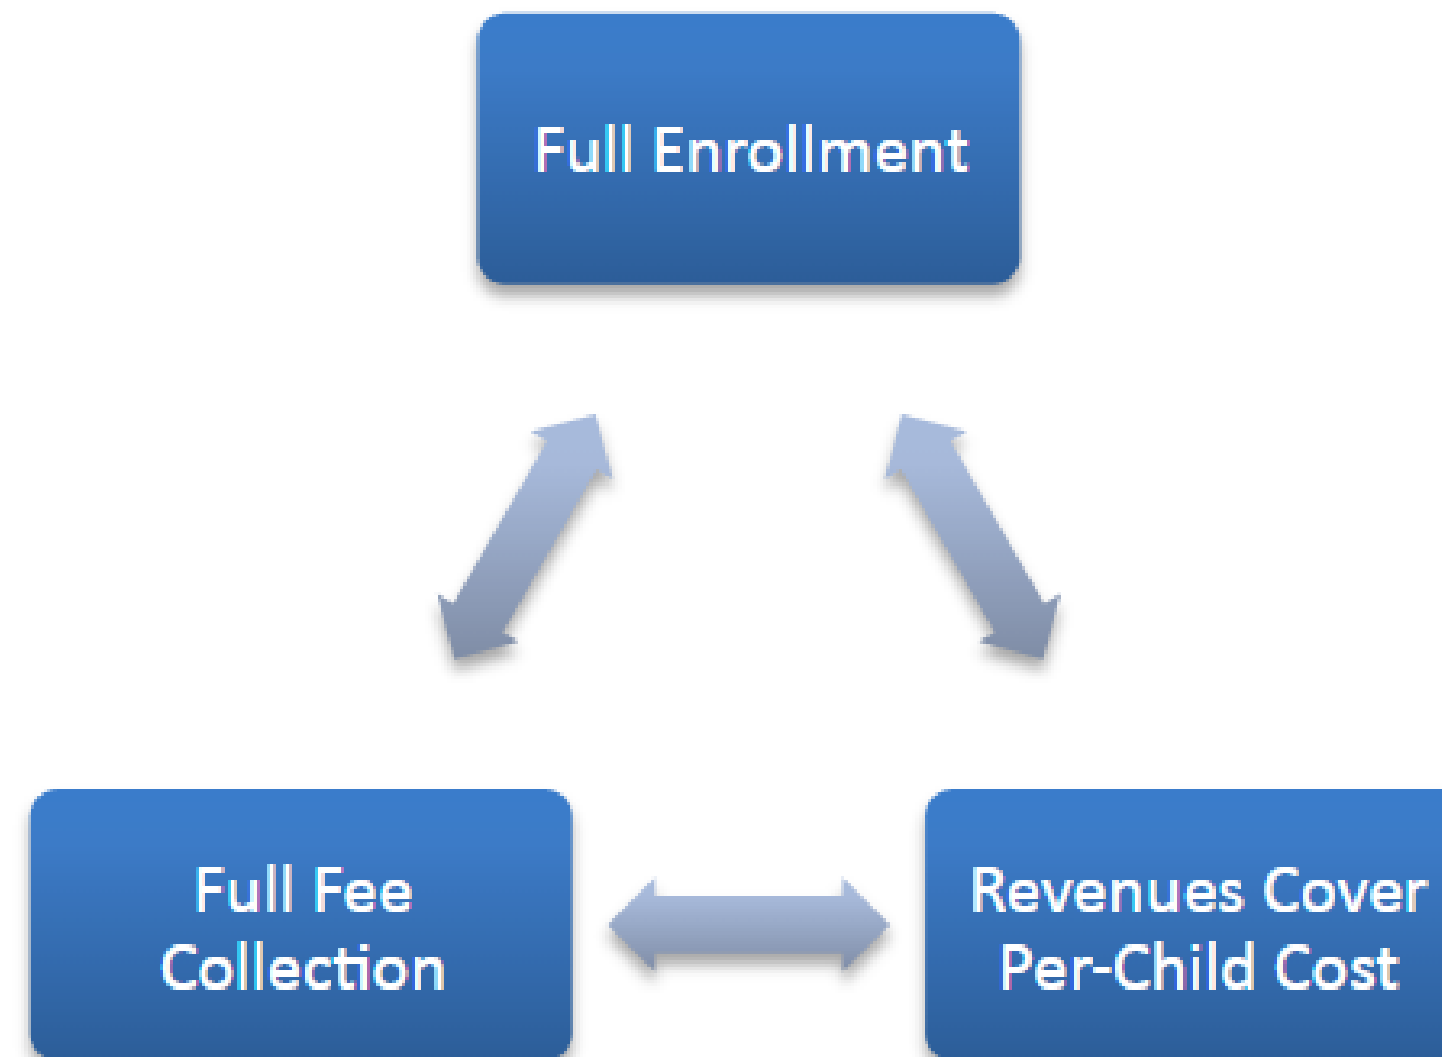 Full Enrollment
Full Fee
Collection
Revenues Cover
Per-Child Cost